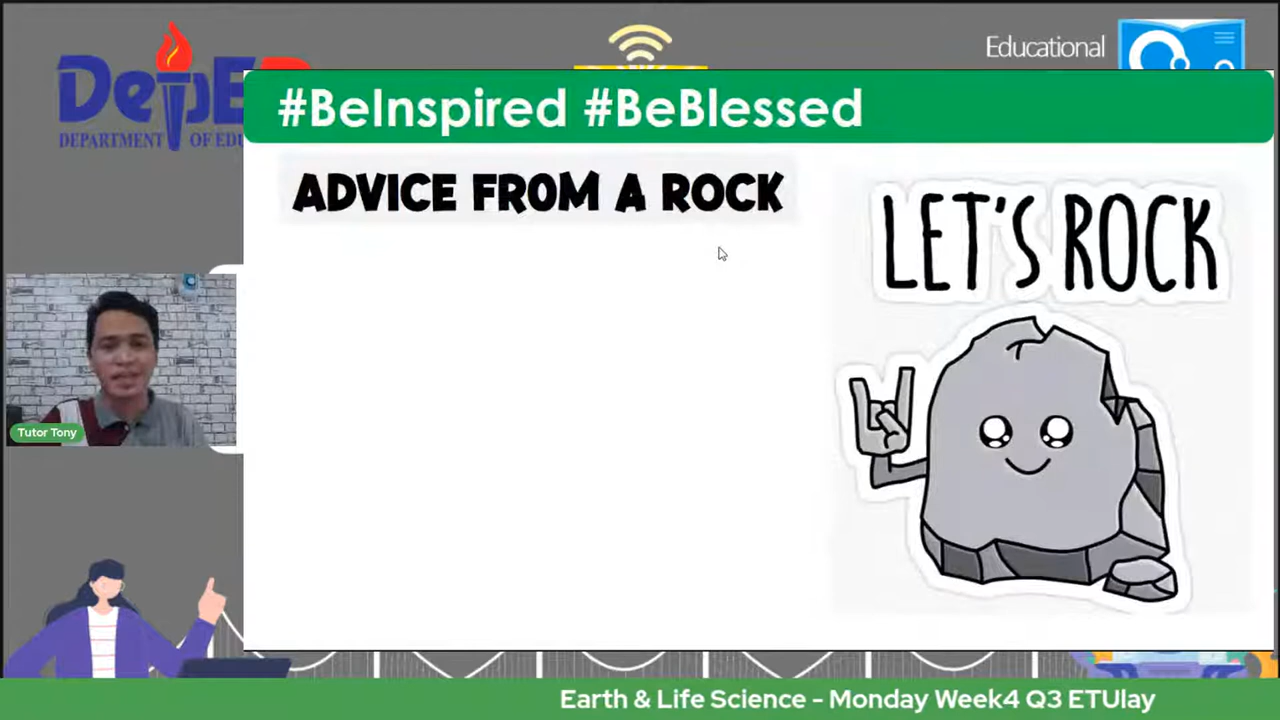 DepED
DEPARTMENT OF EDU
Educational
#BeInspired #BeBlessed
ADVICE FROM A ROCK
LET'S ROCK
Tutor Tony
Earth & Life Science - Monday Week4 Q3 ETUlay